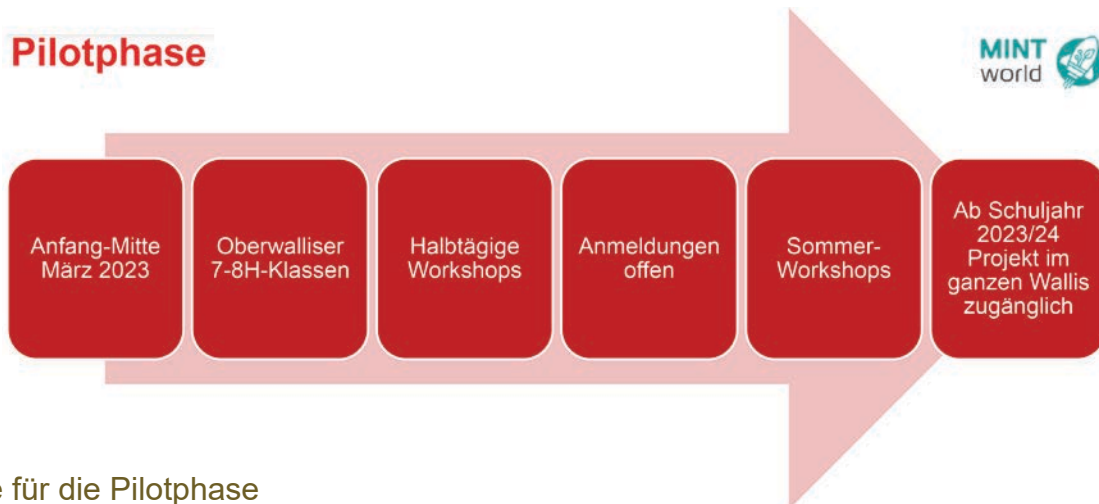 Pilotphase
MINT
world
Anfang-Mitte
März 2023
Oberwalliser
7-8H-Klassen
Halbtägige
Workshops
Anmeldungen
offen
Sommer-
Workshops
Ab Schuljahr
2023/24
Projekt im
ganzen Wallis
zugänglich
für die Pilotphase